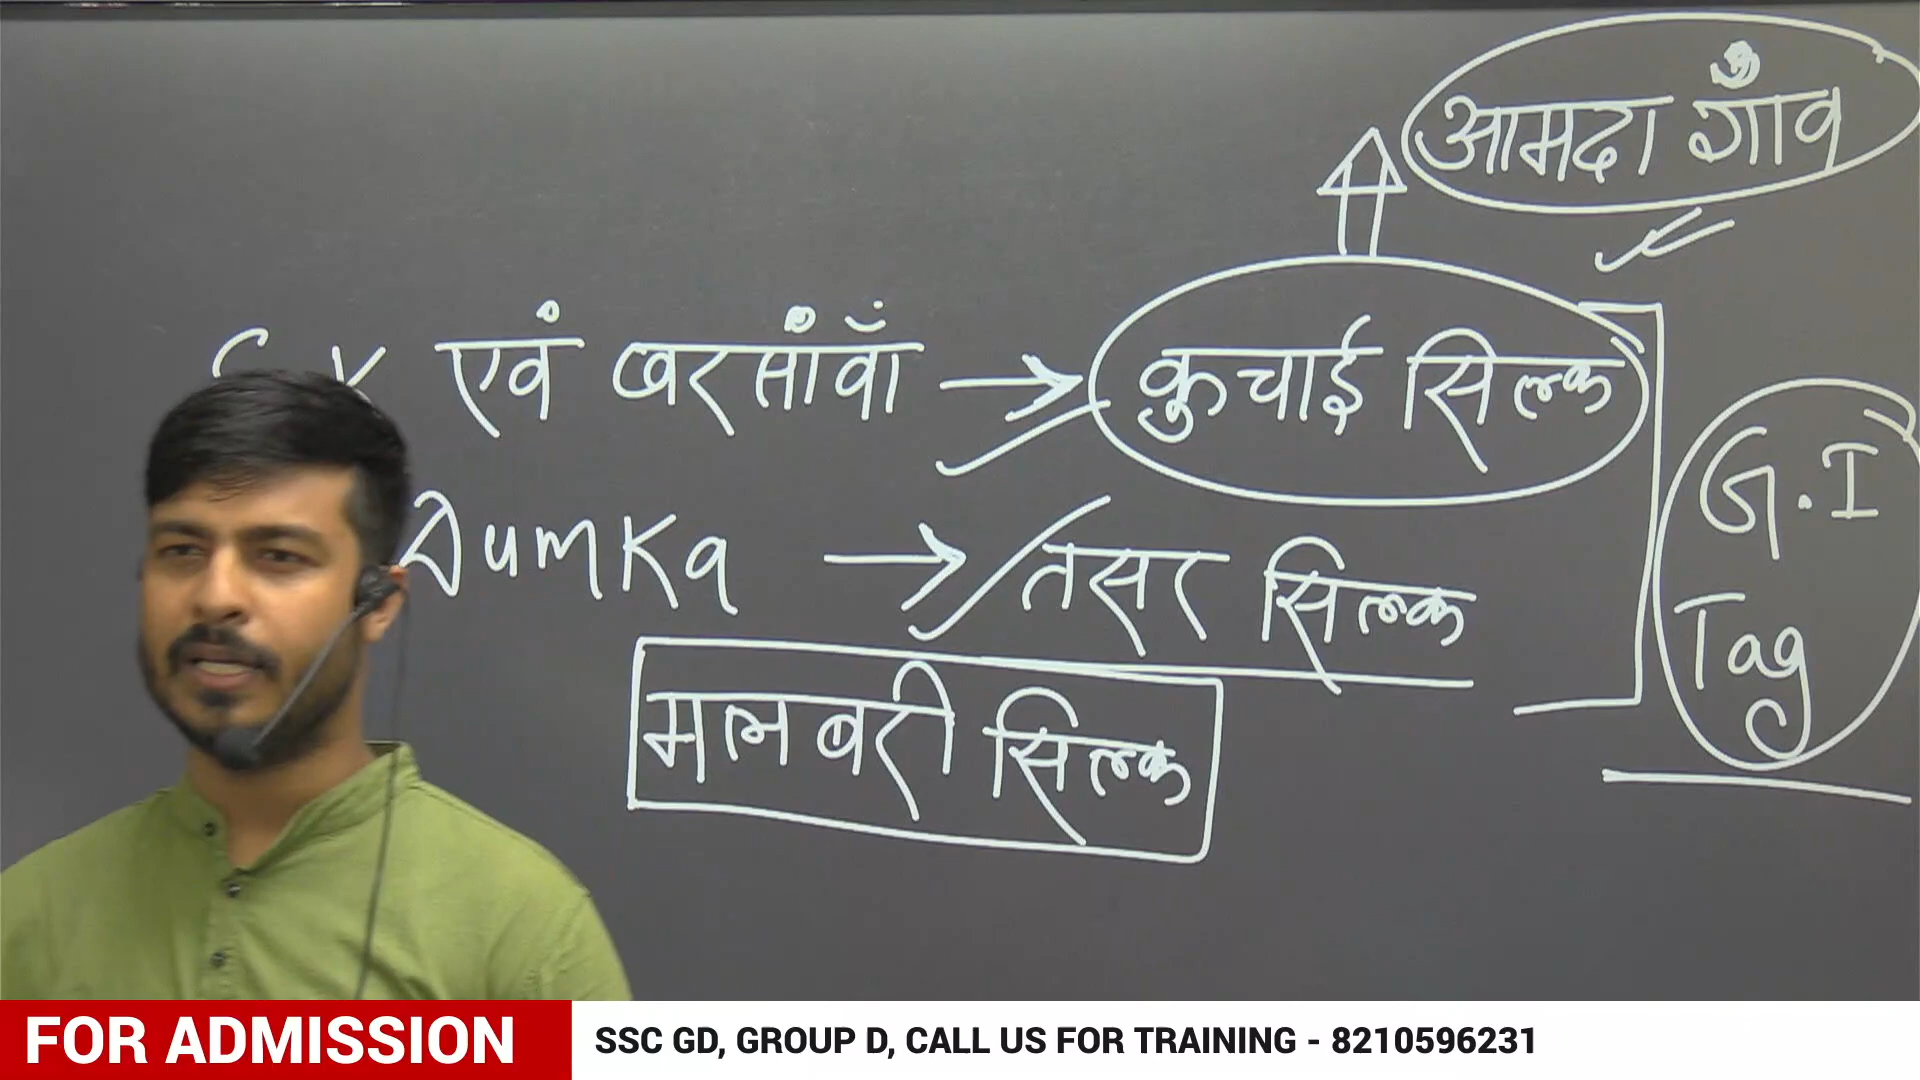 आमदा गाँव
एवं खरसांवाँ → कुचाई सिल्क
Dumka → तसर सिल्क
G.I
Tag
मलबरी सिल्क
FOR ADMISSION
SSC GD, GROUP D, CALL US FOR TRAINING - 8210596231